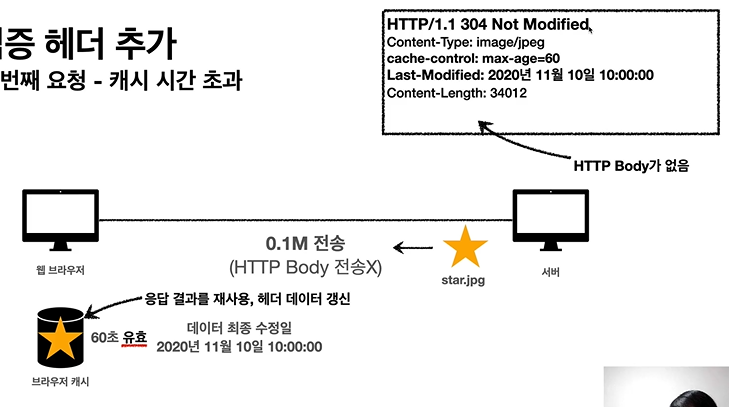 증 헤더 추가
번째 요청 - 캐시 시간 초과
HTTP/1.1 304 Not Modified
Content-Type: image/jpeg
cache-control: max-age=60
Last-Modified: 2020년 11월 10일 10:00:00
Content-Length: 34012
HTTP Body가 없음
0.1M 전송
(HTTP Body 전송X)
star.jpg
웹 브라우저
서버
응답 결과를 재사용, 헤더 데이터 갱신
60초 유효
데이터 최종 수정일
2020년 11월 10일 10:00:00
브라우저 캐시